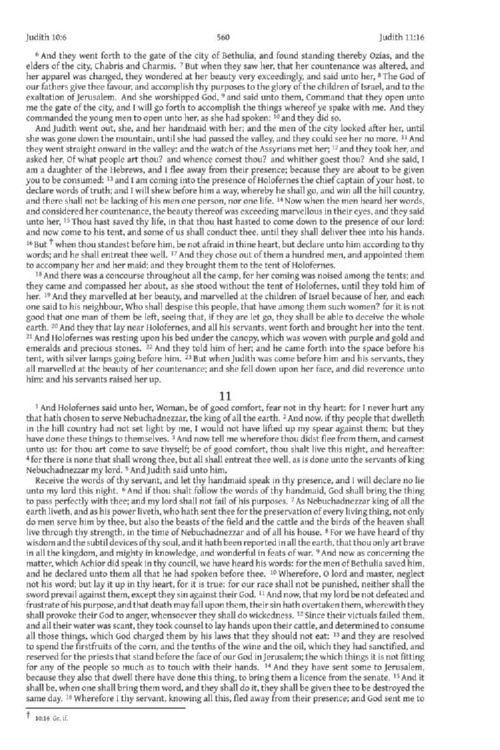 Judith 10:6 560 Judith 11:16
6 And they went forth to the gate of the city of Bethulia, and found standing thereby Ozias, and the
elders of the city, Chabris and Charmis. 7 But when they saw her, that her countenance was altered, and
her apparel was changed, they wondered at her beauty very exceedingly, and said unto her, 8 The God of
our fathers give thee favour, and accomplish thy purposes to the glory of the children of Israel, and to the
exaltation of Jerusalem. And she worshipped God, 9 and said unto them, Command that they open unto
me the gate of the city, and I will go forth to accomplish the things whereof ye spake with me. And they
commanded the young men to open unto her, as she had spoken: 10 and they did so.
And Judith went out, she, and her handmaid with her; and the men of the city looked after her, until
she was gone down the mountain, until she had passed the valley, and they could see her no more. 11 And
they went straight onward in the valley: and the watch of the Assyrians met her; 12 and they took her, and
asked her, Of what people art thou? and whence comest thou? and whither goest thou? And she said, I
am a daughter of the Hebrews, and I flee away from their presence; because they are about to be given
you to be consumed: 13 and I am coming into the presence of Holofernes the chief captain of your host, to
declare words of truth; and I will shew before him a way, whereby he shall go, and win all the hill country,
and there shall not be lacking of his men one person, nor one life. 14 Now when the men heard her words,
and considered her countenance, the beauty thereof was exceeding marvellous in their eyes, and they said
unto her, 15 Thou hast saved thy life, in that thou hast hasted to come down to the presence of our lord:
and now come to his tent, and some of us shall conduct thee, until they shall deliver thee into his hands.
16 But † when thou standest before him, be not afraid in thine heart, but declare unto him according to thy
words; and he shall entreat thee well. 17 And they chose out of them a hundred men, and appointed them
to accompany her and her maid; and they brought them to the tent of Holofernes.
18 And there was a concourse throughout all the camp, for her coming was noised among the tents; and
they came and compassed her about, as she stood without the tent of Holofernes, until they told him of
her. 19 And they marvelled at her beauty, and marvelled at the children of Israel because of her, and each
one said to his neighbour, Who shall despise this people, that have among them such women? for it is not
good that one man of them be left, seeing that, if they are let go, they shall be able to deceive the whole
earth. 20 And they that lay near Holofernes, and all his servants, went forth and brought her into the tent.
21 And Holofernes was resting upon his bed under the canopy, which was woven with purple and gold and
emeralds and precious stones. 22 And they told him of her; and he came forth into the space before his
tent, with silver lamps going before him. 23 But when Judith was come before him and his servants, they
all marvelled at the beauty of her countenance; and she fell down upon her face, and did reverence unto
him: and his servants raised her up.
11
1 And Holofernes said unto her, Woman, be of good comfort, fear not in thy heart: for I never hurt any
that hath chosen to serve Nebuchadnezzar, the king of all the earth. 2 And now, if thy people that dwelleth
in the hill country had not set light by me, I would not have lifted up my spear against them: but they
have done these things to themselves. 3 And now tell me wherefore thou didst flee from them, and camest
unto us: for thou art come to save thyself; be of good comfort, thou shalt live this night, and hereafter:
4 for there is none that shall wrong thee, but all shall entreat thee well, as is done unto the servants of king
Nebuchadnezzar my lord. 5 And Judith said unto him,
Receive the words of thy servant, and let thy handmaid speak in thy presence, and I will declare no lie
unto my lord this night. 6 And if thou shalt follow the words of thy handmaid, God shall bring the thing
to pass perfectly with thee; and my lord shall not fail of his purposes. 7 As Nebuchadnezzar king of all the
earth liveth, and as his power liveth, who hath sent thee for the preservation of every living thing, not only
do men serve him by thee, but also the beasts of the field and the cattle and the birds of the heaven shall
live through thy strength, in the time of Nebuchadnezzar and of all his house. 8 For we have heard of thy
wisdom and the subtil devices of thy soul, and it hath been reported in all the earth, that thou only art brave
in all the kingdom, and mighty in knowledge, and wonderful in feats of war. 9 And now as concerning the
matter, which Achior did speak in thy council, we have heard his words: for the men of Bethulia saved him,
and he declared unto them all that he had spoken before thee. 10 Wherefore, O lord and master, neglect
not his word; but lay it up in thy heart, for it is true: for our race shall not be punished, neither shall the
sword prevail against them, except they sin against their God. 11 And now, that my lord be not defeated and
frustrate of his purpose, and that death may fall upon them, their sin hath overtaken them, wherewith they
shall provoke their God to anger, whensoever they shall do wickedness. 12 Since their victuals failed them,
and all their water was scant, they took counsel to lay hands upon their cattle, and determined to consume
all those things, which God charged them by his laws that they should not eat: 13 and they are resolved
to spend the firstfruits of the corn, and the tenths of the wine and the oil, which they had sanctified, and
reserved for the priests that stand before the face of our God in Jerusalem; the which things it is not fitting
for any of the people so much as to touch with their hands. 14 And they have sent some to Jerusalem,
because they also that dwell there have done this thing, to bring them a licence from the senate. 15 And it
shall be, when one shall bring them word, and they shall do it, they shall be given thee to be destroyed the
same day. 16 Wherefore I thy servant, knowing all this, fled away from their presence; and God sent me to
† 10:16 Gr. if.